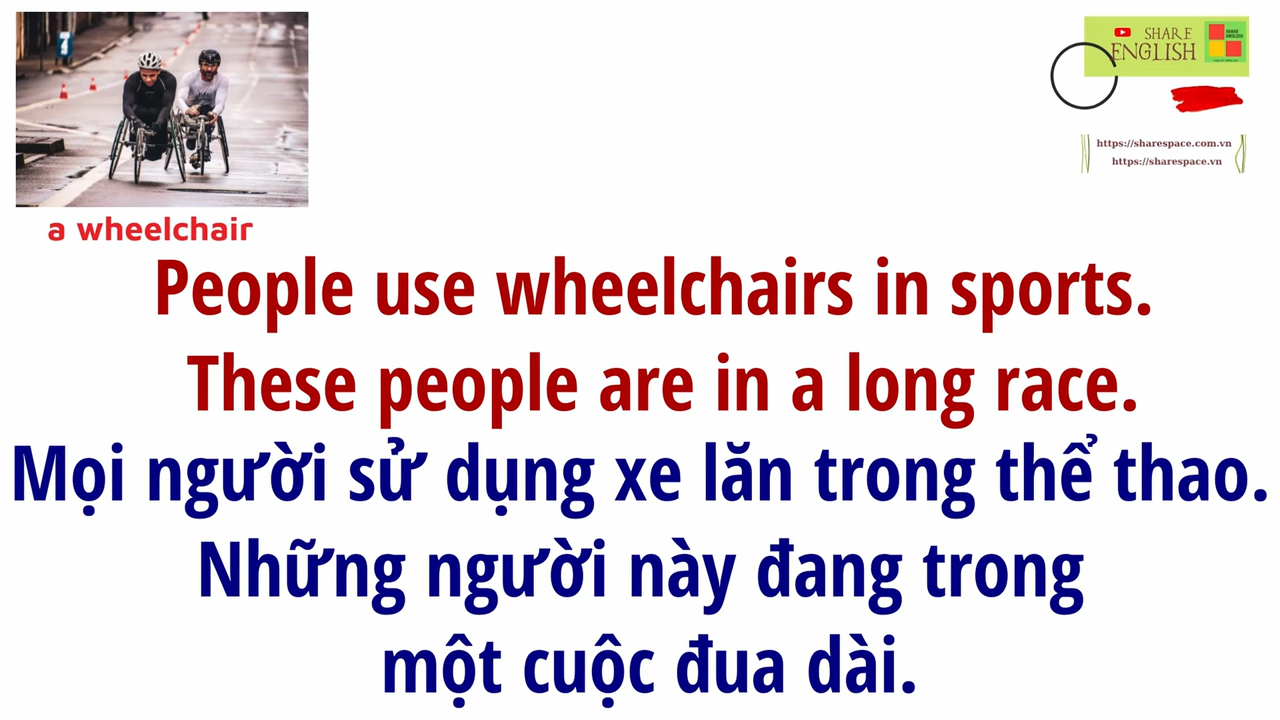 SHARE
ENGLISH
https://sharespace.com.vn
https://sharespace.vn
a wheelchair
People use wheelchairs in sports.
These people are in a long race.
Mọi người sử dụng xe lăn trong thể thao.
Những người này đang trong
một cuộc đua dài.